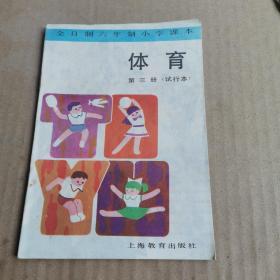 全日制六年制小学课本
体育
第三册（试行本）
上海教育出版社